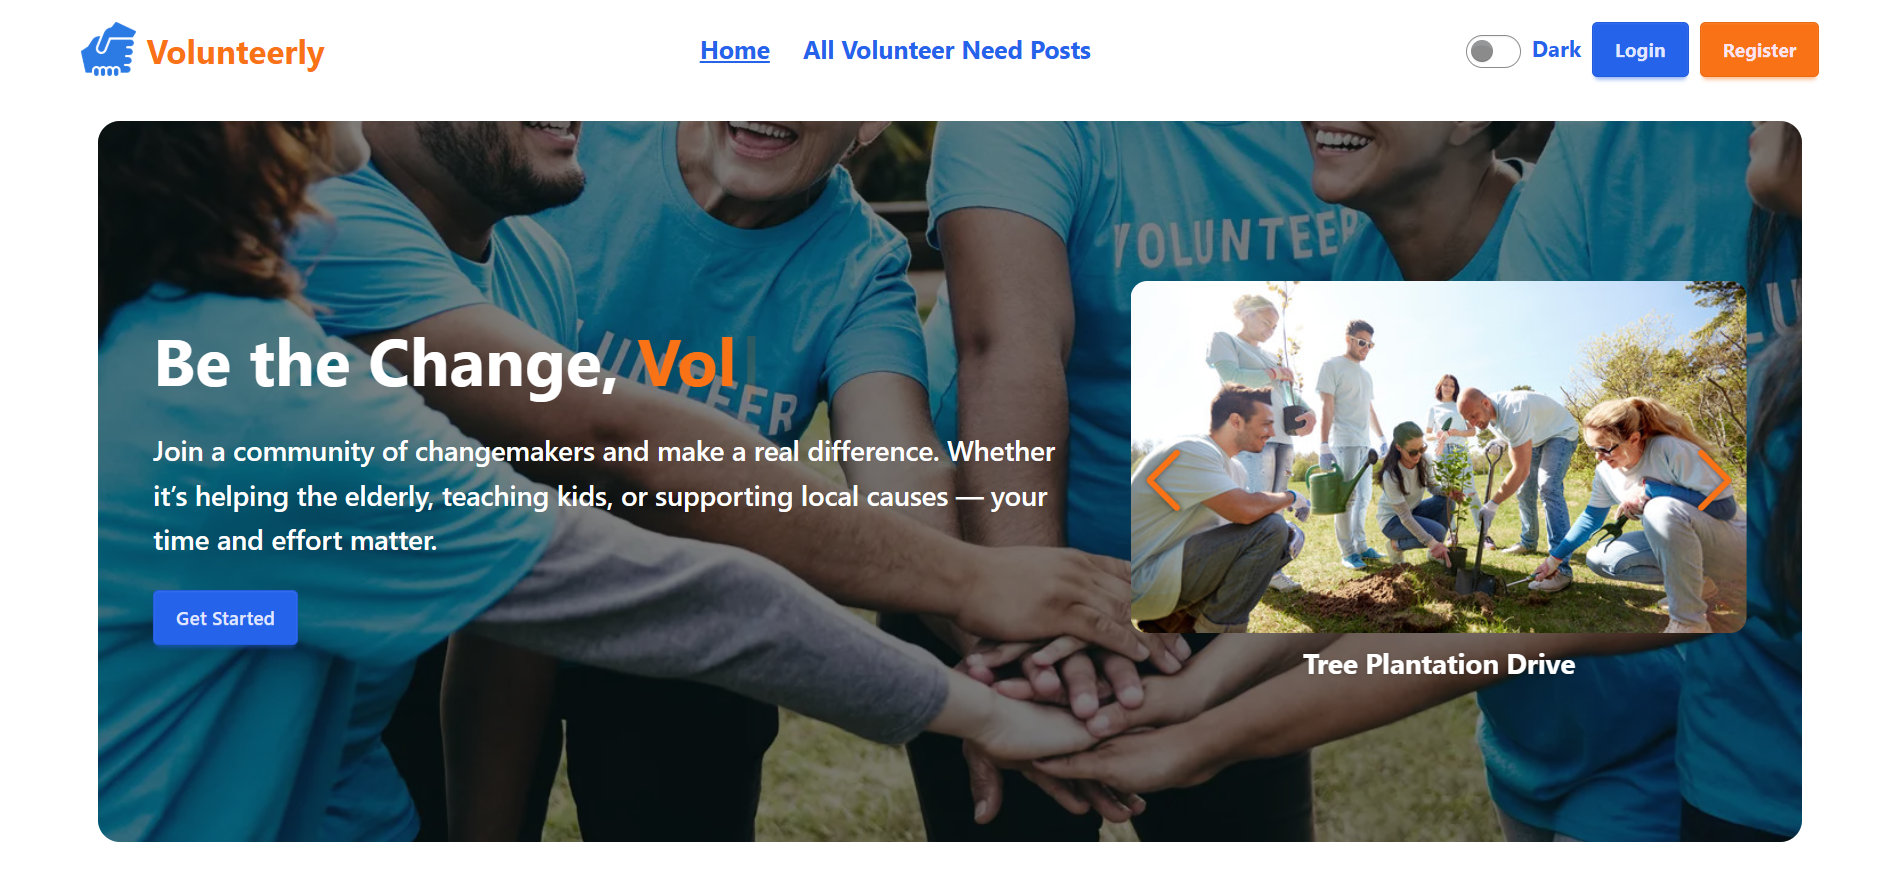 Volunteerly
Home
All Volunteer Need Posts
Dark
Login
Register
VOLUNTEER
Be the Change, Vol
Join a community of changemakers and make a real difference. Whether
it’s helping the elderly, teaching kids, or supporting local causes — your
time and effort matter.
Get Started
Tree Plantation Drive